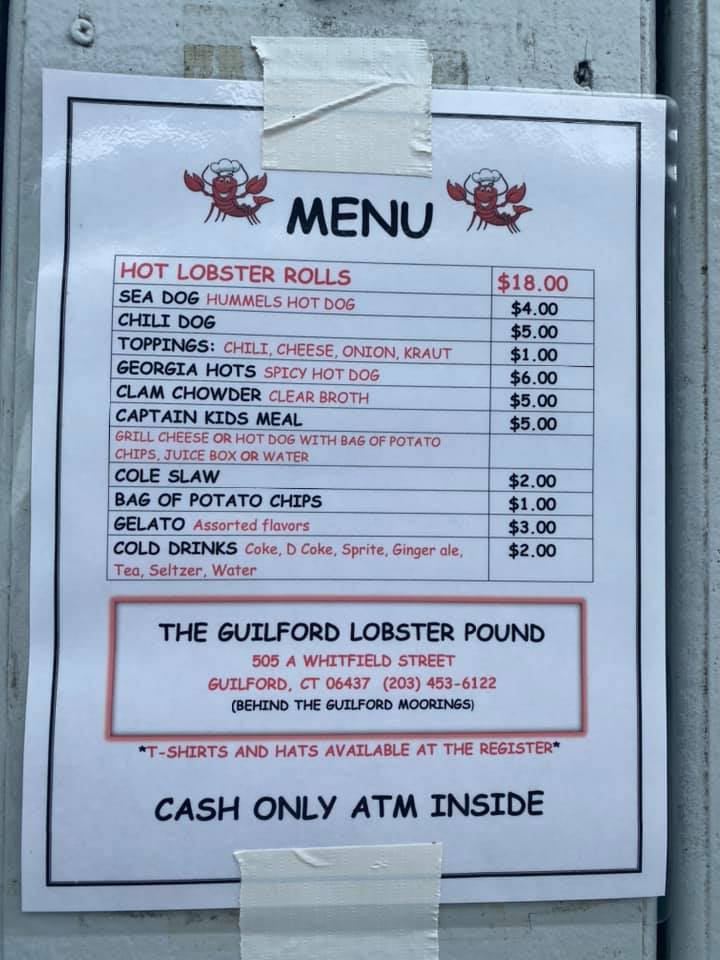 MENU
HOT LOBSTER ROLLS $18.00
SEA DOG HUMMELS HOT DOG $4.00
CHILI DOG $5.00
TOPPINGS: CHILI, CHEESE, ONION, KRAUT $1.00
GEORGIA HOTS SPICY HOT DOG $6.00
CLAM CHOWDER CLEAR BROTH $5.00
CAPTAIN KIDS MEAL $5.00
GRILL CHEESE OR HOT DOG WITH BAG OF POTATO
CHIPS, JUICE BOX OR WATER
COLE SLAW $2.00
BAG OF POTATO CHIPS $1.00
GELATO Assorted flavors $3.00
COLD DRINKS Coke, D Coke, Sprite, Ginger ale, $2.00
Tea, Seltzer, Water
THE GUILFORD LOBSTER POUND
505 A WHITFIELD STREET
GUILFORD, CT 06437 (203) 453-6122
(BEHIND THE GUILFORD MOORINGS)
*T-SHIRTS AND HATS AVAILABLE AT THE REGISTER*
CASH ONLY ATM INSIDE